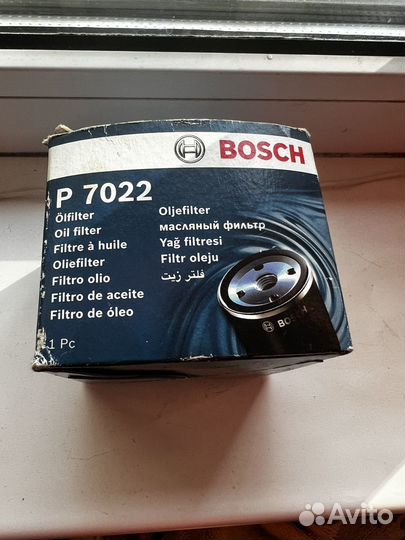 BOSCH
P 7022
Ölfilter
Oil filter
Filtre à huile
Oliefilter
Filtro olio
Filtro de aceite
Filtro de óleo
Oljefilter
масляный фильтр
Yağ filtresi
Filtr oleju
فلتر زيت
BOSCH
1 Pc
Avito